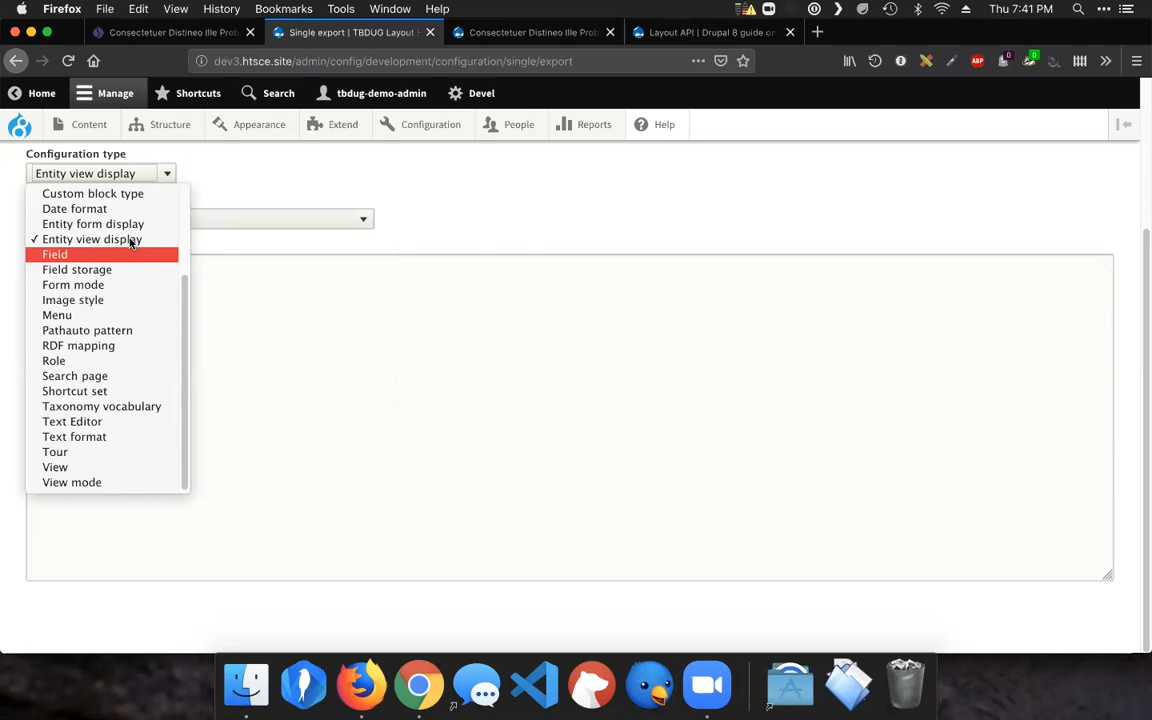 Firefox File Edit View History Bookmarks Tools Window Help Thu 7:41 PM
Consectetuer Distineo Ille Prob
Single export | TBDUG Layout
Consectetuer Distineo Ille Prob
Layout API | Drupal 8 guide on
dev3.htsce.site/admin/config/development/configuration/single/export
ABP
0
0
Home Manage Shortcuts Search tbdug-demo-admin Devel
Content Structure Appearance Extend Configuration People Reports Help
Configuration type
Entity view display
Custom block type
Date format
Entity form display
✓ Entity view display
Field
Field storage
Form mode
Image style
Menu
Pathauto pattern
RDF mapping
Role
Search page
Shortcut set
Taxonomy vocabulary
Text Editor
Text format
Tour
View
View mode